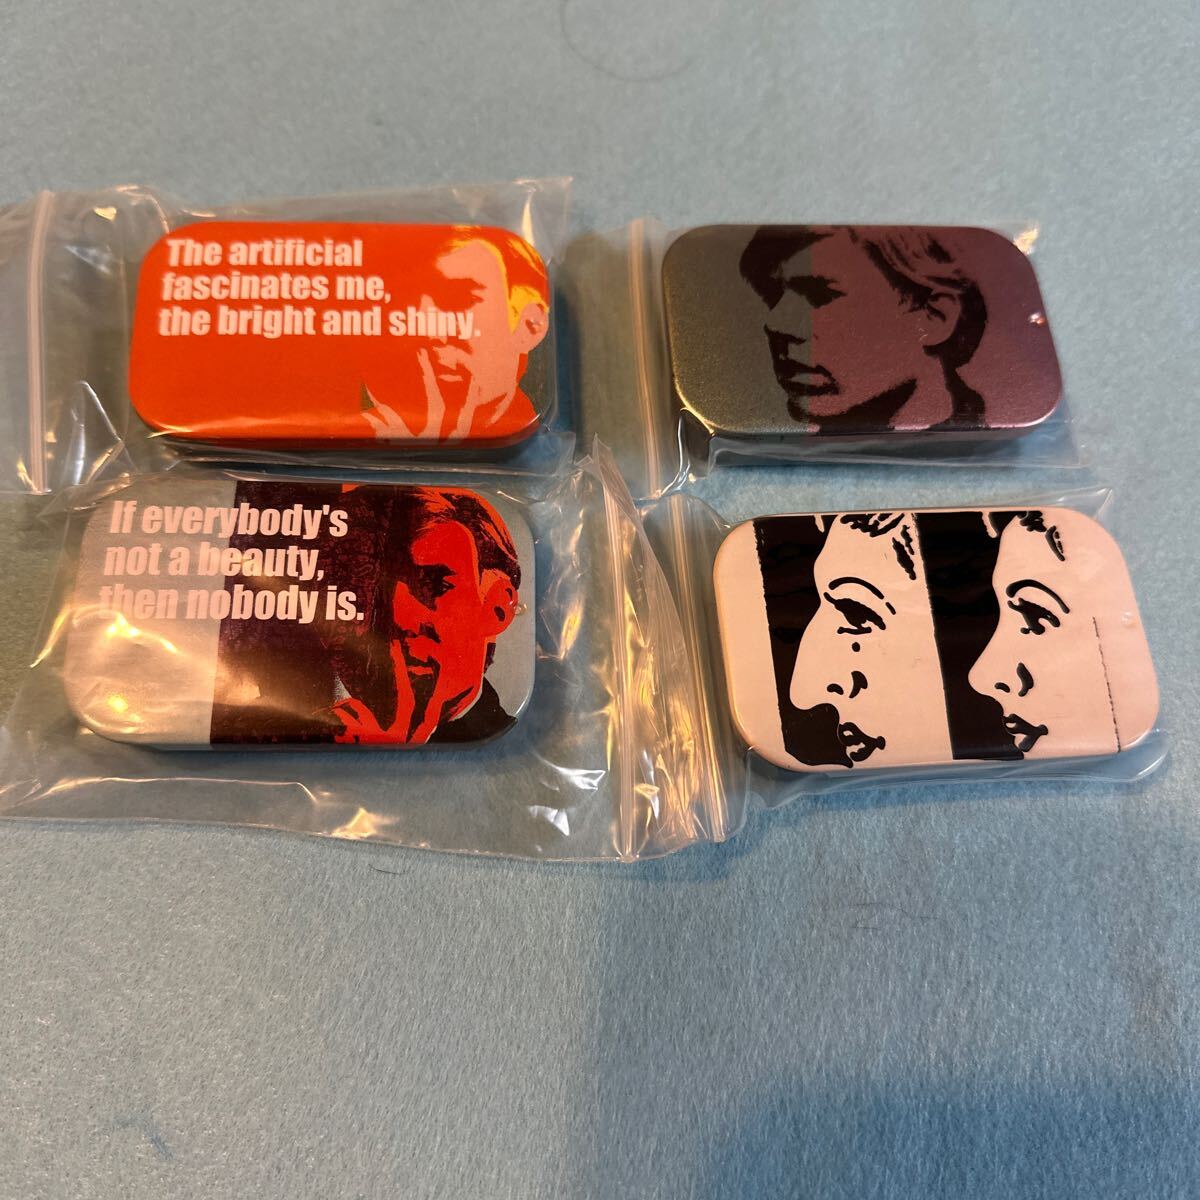 The artificial
fascinates me,
the bright and shiny.
If everybody's
not a beauty,
then nobody is.